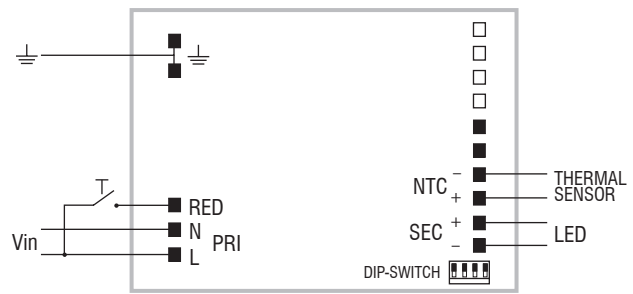 RED
N
PRI
L
Vin
NTC
−
+
THERMAL
SENSOR
SEC
+
−
LED
DIP-SWITCH